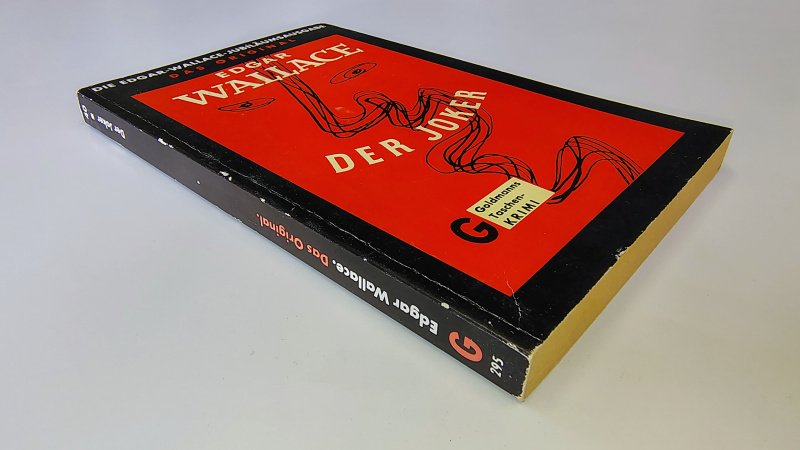 DIE EDGAR-WALLACE-JUBILÄUMSAUSGABE
DAS ORIGINAL
EDGAR
WALLACE
DER JOKER
G
Goldmanns
Taschen-
KRIMI
Der Joker
Edgar Wallace. Das Original.
G
295